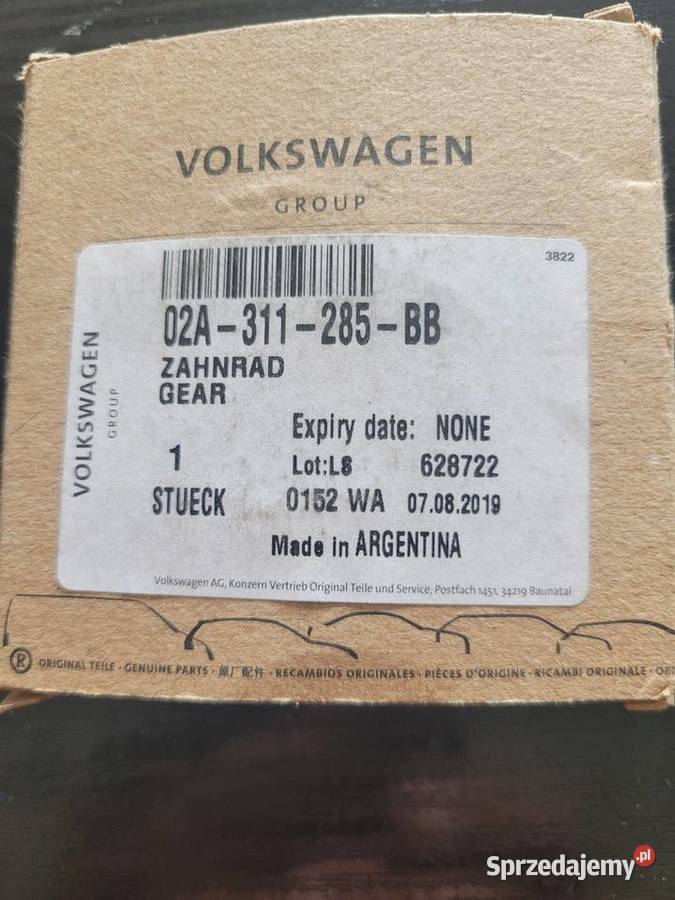 VOLKSWAGEN
GROUP
3822
02A-311-285-BB
ZAHNRAD
GEAR
VOLKSWAGEN
GROUP
Expiry date: NONE
1
Lot:L8 628722
STUECK
0152 WA 07.08.2019
Made in ARGENTINA
Volkswagen AG, Konzern Vertrieb Original Teile und Service, Postfach 1451, 34219 Baunatal
® ORIGINAL TEILE · GENUINE PARTS · 原厂配件 · RECAMBIOS ORIGINALES · PIÈCES D'ORIGINE · RICAMBI ORIGINALE ·
Sprzedajemy.pl